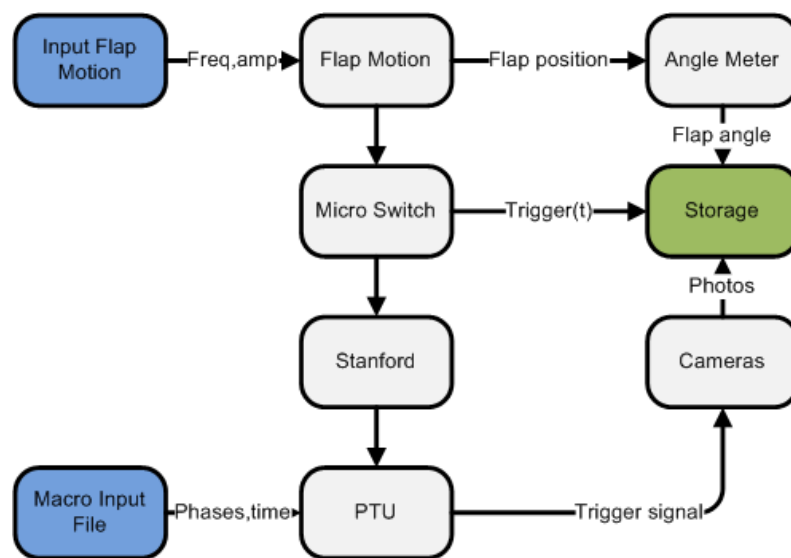 Input Flap
Motion
Freq,amp
Flap Motion
Flap position
Angle Meter
Flap angle
Micro Switch
Trigger(t)
Storage
Photos
Stanford
Cameras
Macro Input
File
Phases,time
PTU
Trigger signal